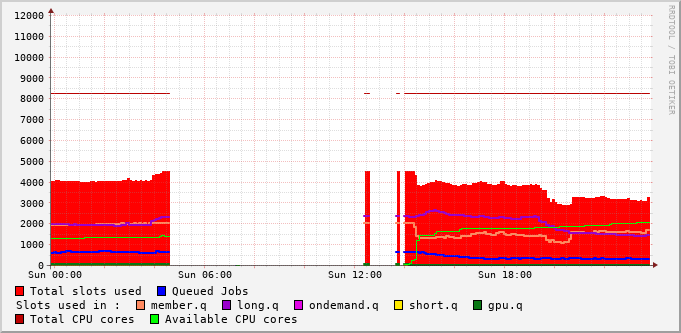 12000
11000
10000
9000
8000
7000
6000
5000
4000
3000
2000
1000
0
Sun 00:00 Sun 06:00 Sun 12:00 Sun 18:00
Total slots used Queued Jobs
Slots used in : member.q long.q ondemand.q short.q gpu.q
Total CPU cores Available CPU cores
RRDTOOL / TOBI OETIKER